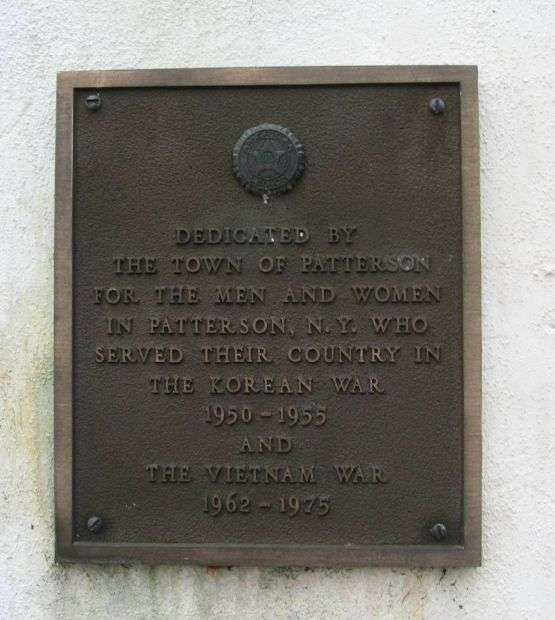 DEDICATED BY
THE TOWN OF PATTERSON
FOR THE MEN AND WOMEN
IN PATTERSON, N.Y. WHO
SERVED THEIR COUNTRY IN
THE KOREAN WAR
1950 - 1955
AND
THE VIETNAM WAR
1962 - 1975